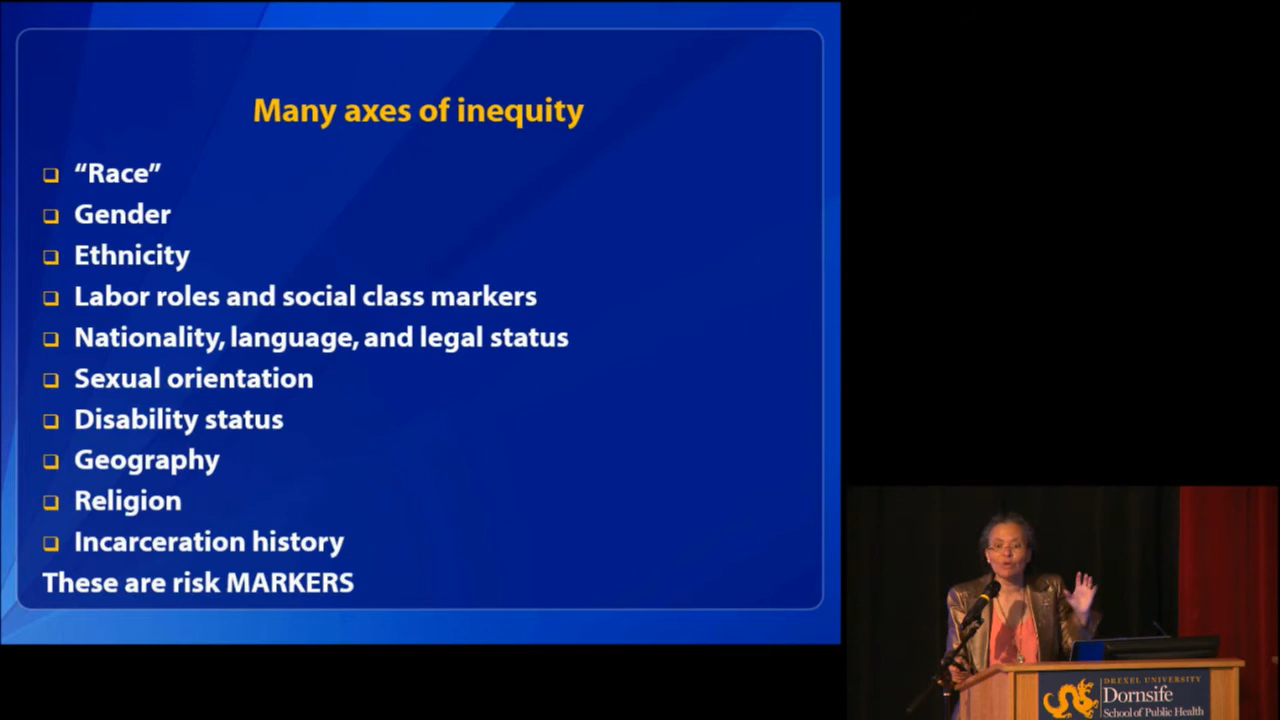 Many axes of inequity
“Race”
Gender
Ethnicity
Labor roles and social class markers
Nationality, language, and legal status
Sexual orientation
Disability status
Geography
Religion
Incarceration history
These are risk MARKERS
DREXEL UNIVERSITY
Dornsife
School of Public Health